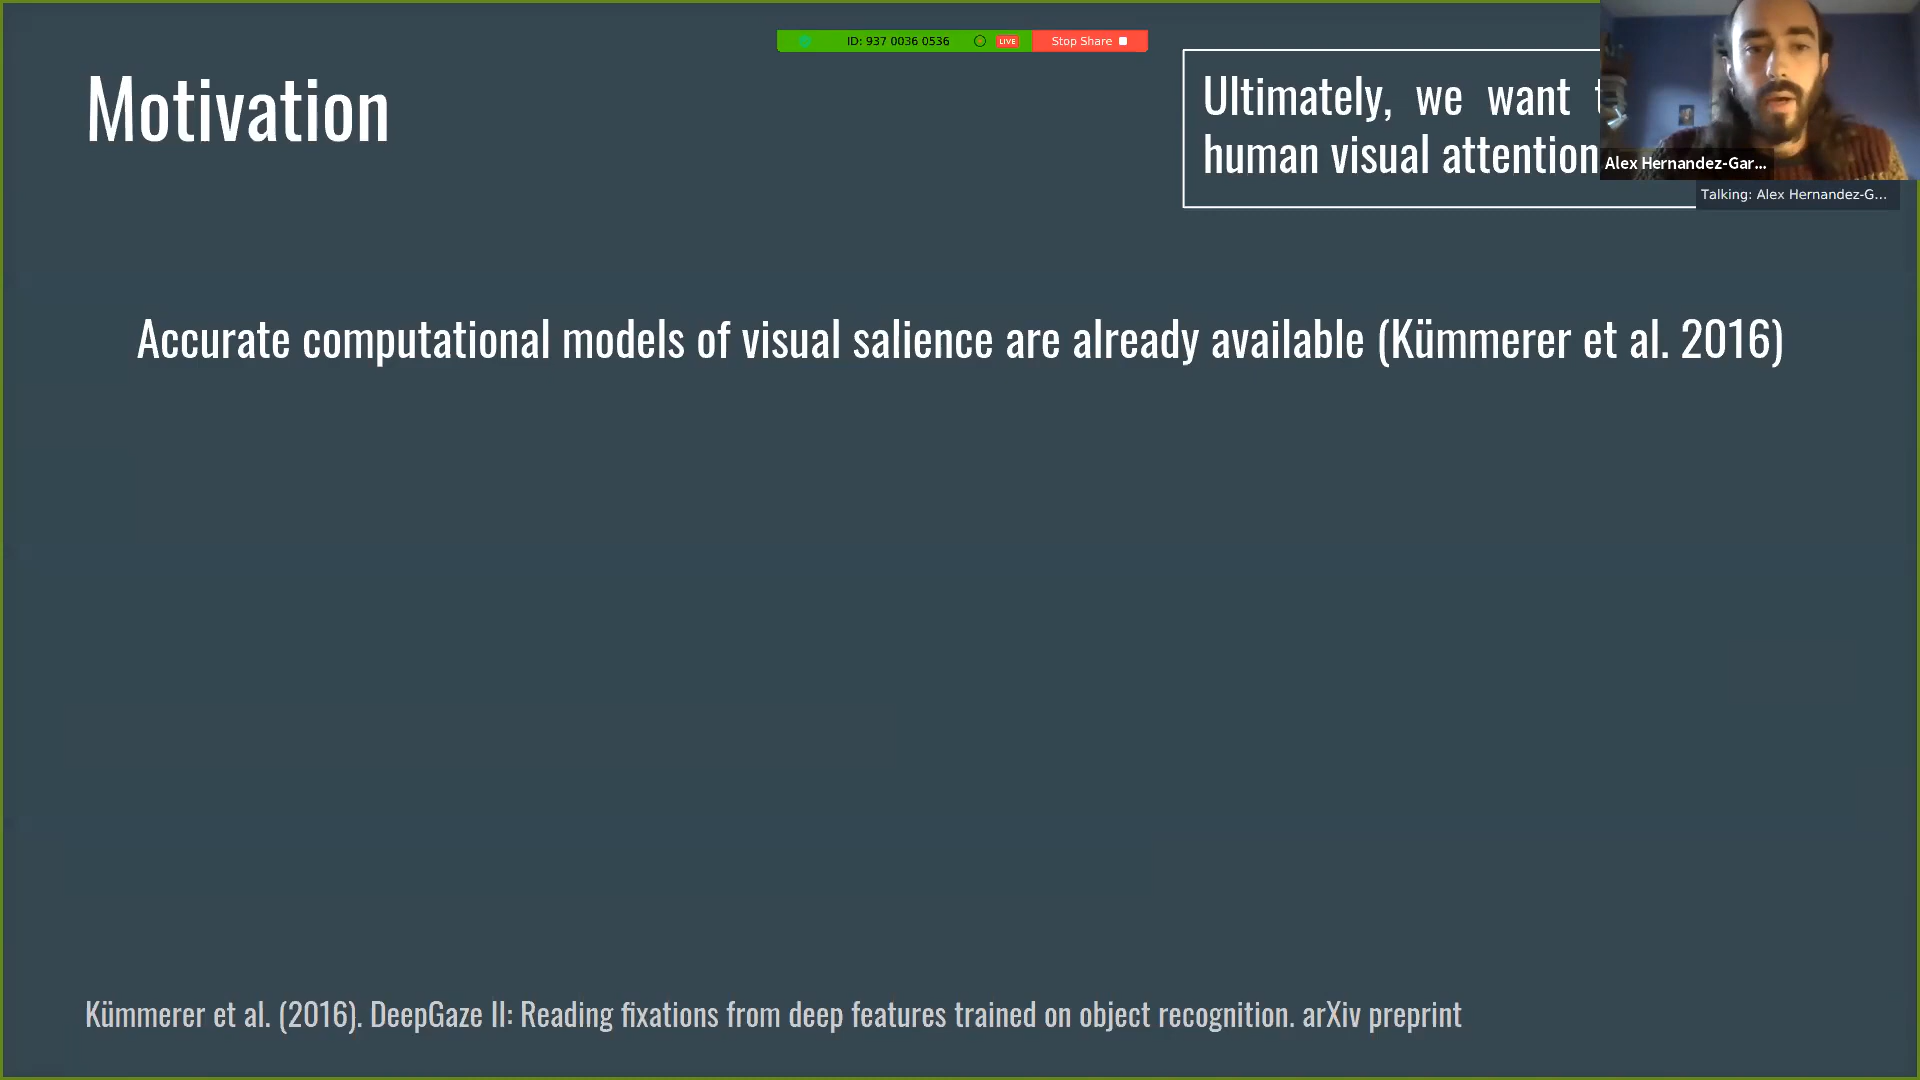 ID: 937 0036 0536
LIVE
Stop Share
Motivation
Ultimately, we want
human visual attention
Alex Hernandez-Gar...
Talking: Alex Hernandez-G...
Accurate computational models of visual salience are already available (Kümmerer et al. 2016)
Kümmerer et al. (2016). DeepGaze II: Reading fixations from deep features trained on object recognition. arXiv preprint